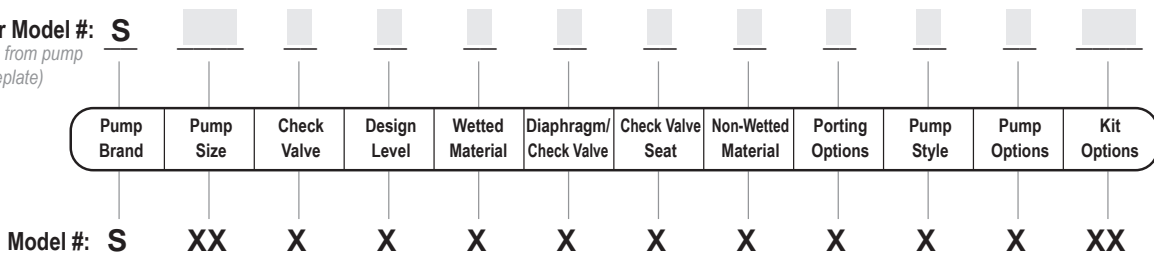 r Model #: S
from pump
eplate)
Pump Brand Pump Size Check Valve Design Level Wetted Material Diaphragm/ Check Valve Check Valve Seat Non-Wetted Material Porting Options Pump Style Pump Options Kit Options
Model #: S XX X X X X X X X X X XX